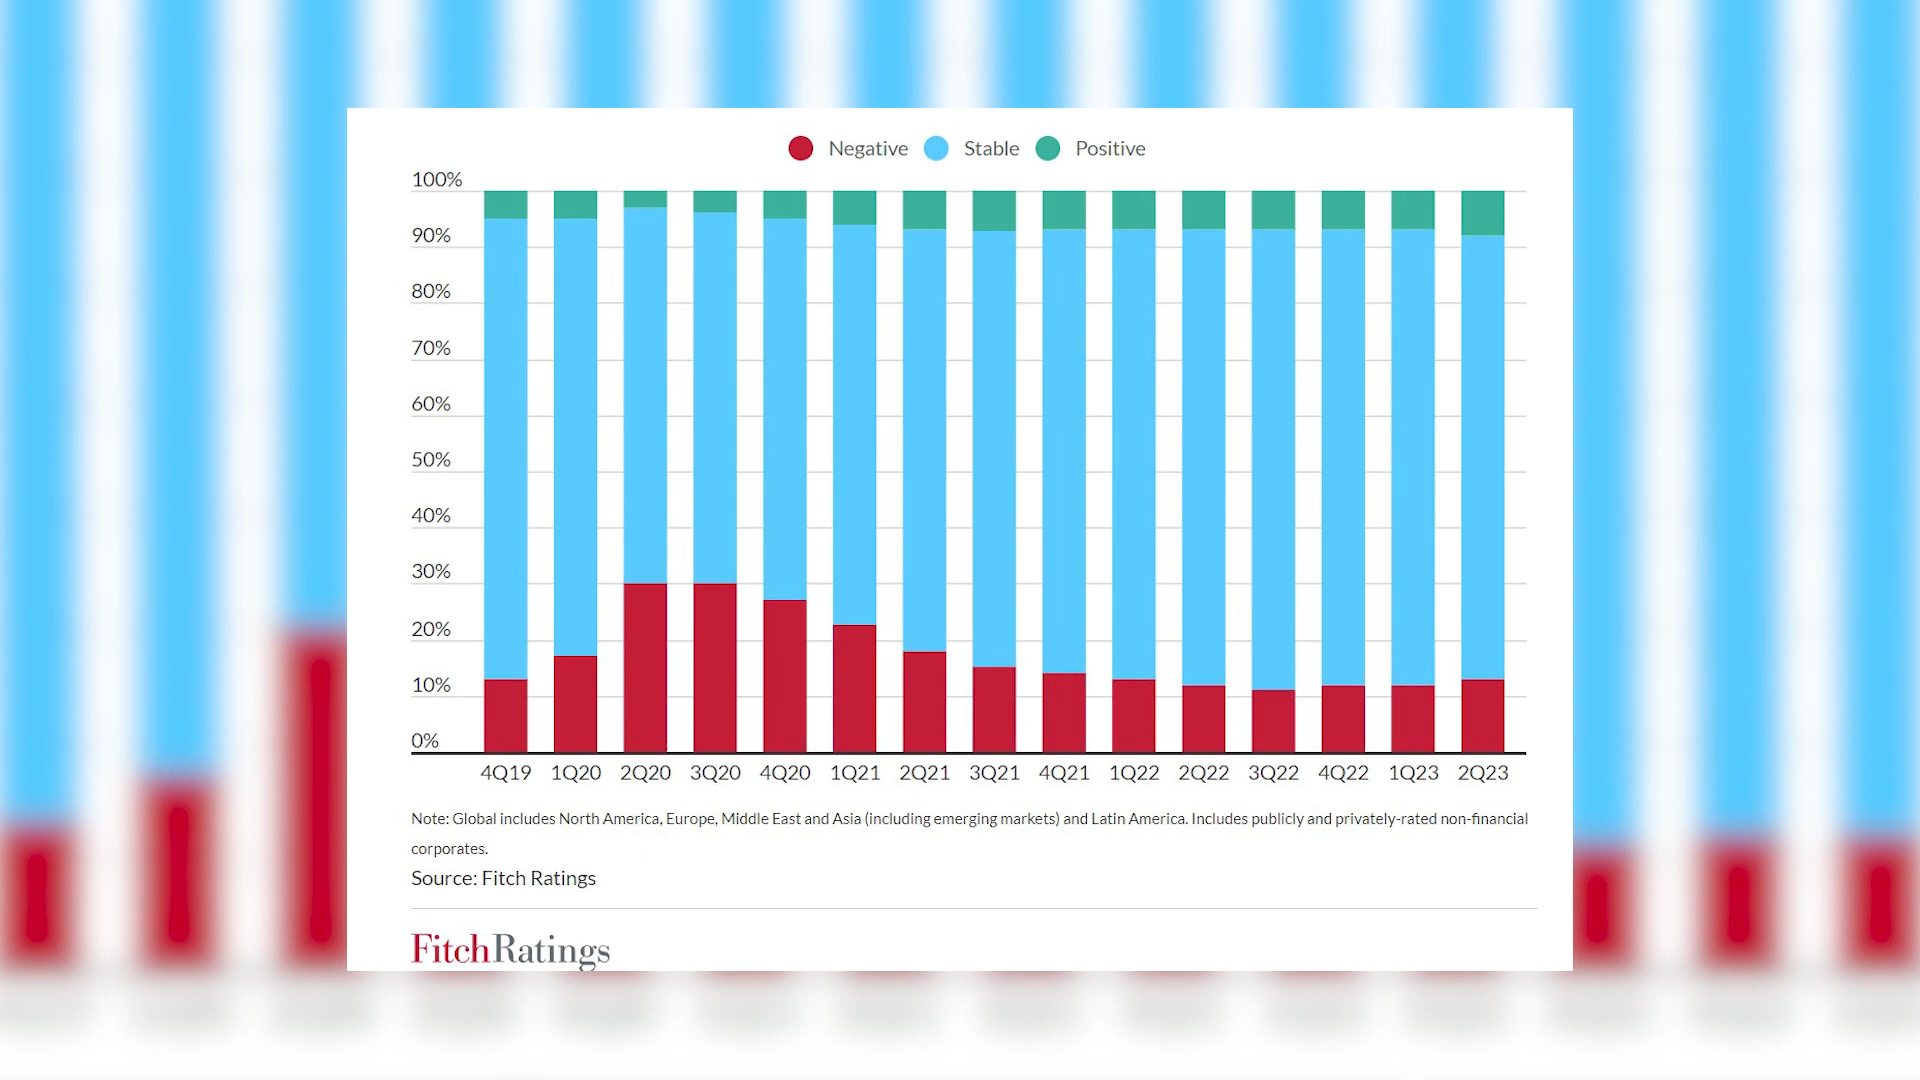 Negative Stable Positive
100%
90%
80%
70%
60%
50%
40%
30%
20%
10%
0%
4Q19 1Q20 2Q20 3Q20 4Q20 1Q21 2Q21 3Q21 4Q21 1Q22 2Q22 3Q22 4Q22 1Q23 2Q23
Note: Global includes North America, Europe, Middle East and Asia (including emerging markets) and Latin America. Includes publicly and privately-rated non-financial
corporates.
Source: Fitch Ratings
FitchRatings